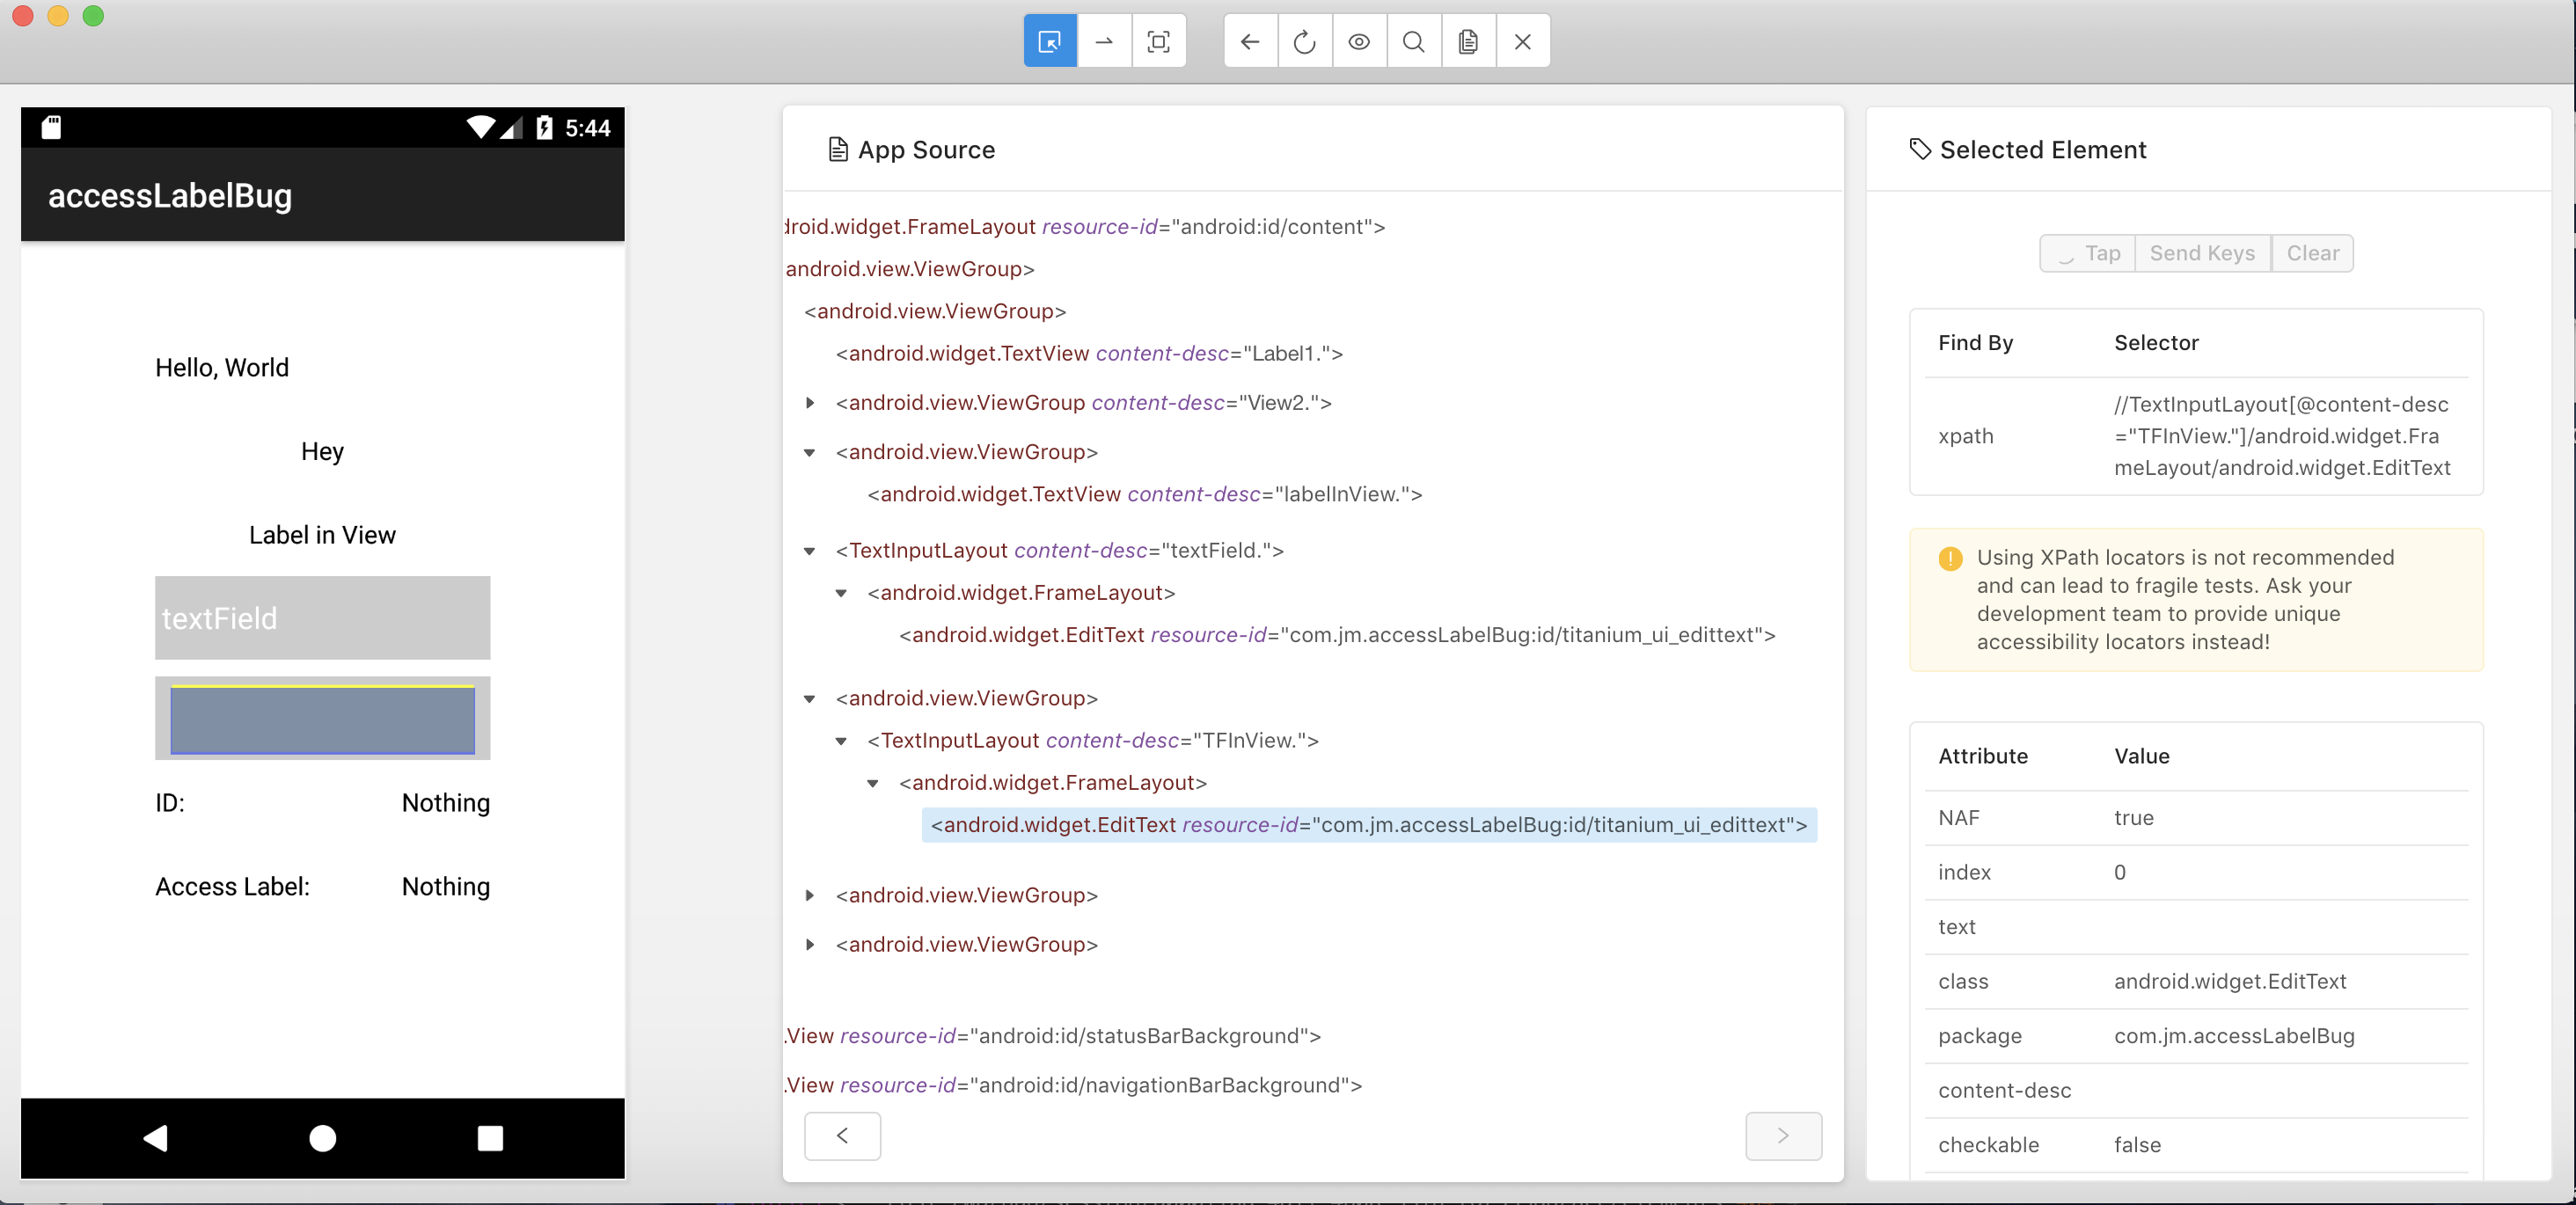 5:44
accessLabelBug
Hello, World
Hey
Label in View
textField
ID: Nothing
Access Label: Nothing
App Source
droid.widget.FrameLayout resource-id="android:id/content">
android.view.ViewGroup>
<android.view.ViewGroup>
<android.widget.TextView content-desc="Label1.">
<android.view.ViewGroup content-desc="View2.">
<android.view.ViewGroup>
<android.widget.TextView content-desc="labelInView.">
<TextInputLayout content-desc="textField.">
<android.widget.FrameLayout>
<android.widget.EditText resource-id="com.jm.accessLabelBug:id/titanium_ui_edittext">
<android.view.ViewGroup>
<TextInputLayout content-desc="TFInView.">
<android.widget.FrameLayout>
<android.widget.EditText resource-id="com.jm.accessLabelBug:id/titanium_ui_edittext">
<android.view.ViewGroup>
<android.view.ViewGroup>
.View resource-id="android:id/statusBarBackground">
.View resource-id="android:id/navigationBarBackground">
Selected Element
Tap Send Keys Clear
Find By Selector
xpath //TextInputLayout[@content-desc
="TFInView."]/android.widget.Fra
meLayout/android.widget.EditText
Using XPath locators is not recommended
and can lead to fragile tests. Ask your
development team to provide unique
accessibility locators instead!
Attribute Value
NAF true
index 0
text
class android.widget.EditText
package com.jm.accessLabelBug
content-desc
checkable false